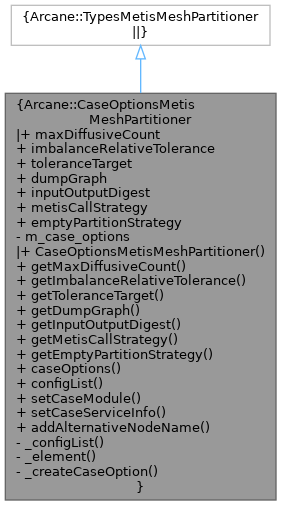 {Arcane::TypesMetisMeshPartitioner
||}
{Arcane::CaseOptionsMetis
MeshPartitioner
|+ maxDiffusiveCount
+ imbalanceRelativeTolerance
+ toleranceTarget
+ dumpGraph
+ inputOutputDigest
+ metisCallStrategy
+ emptyPartitionStrategy
- m_case_options
|+ CaseOptionsMetisMeshPartitioner()
+ getMaxDiffusiveCount()
+ getImbalanceRelativeTolerance()
+ getToleranceTarget()
+ getDumpGraph()
+ getInputOutputDigest()
+ getMetisCallStrategy()
+ getEmptyPartitionStrategy()
+ caseOptions()
+ configList()
+ setCaseModule()
+ setCaseServiceInfo()
+ addAlternativeNodeName()
- _configList()
- _element()
- _createCaseOption()
}